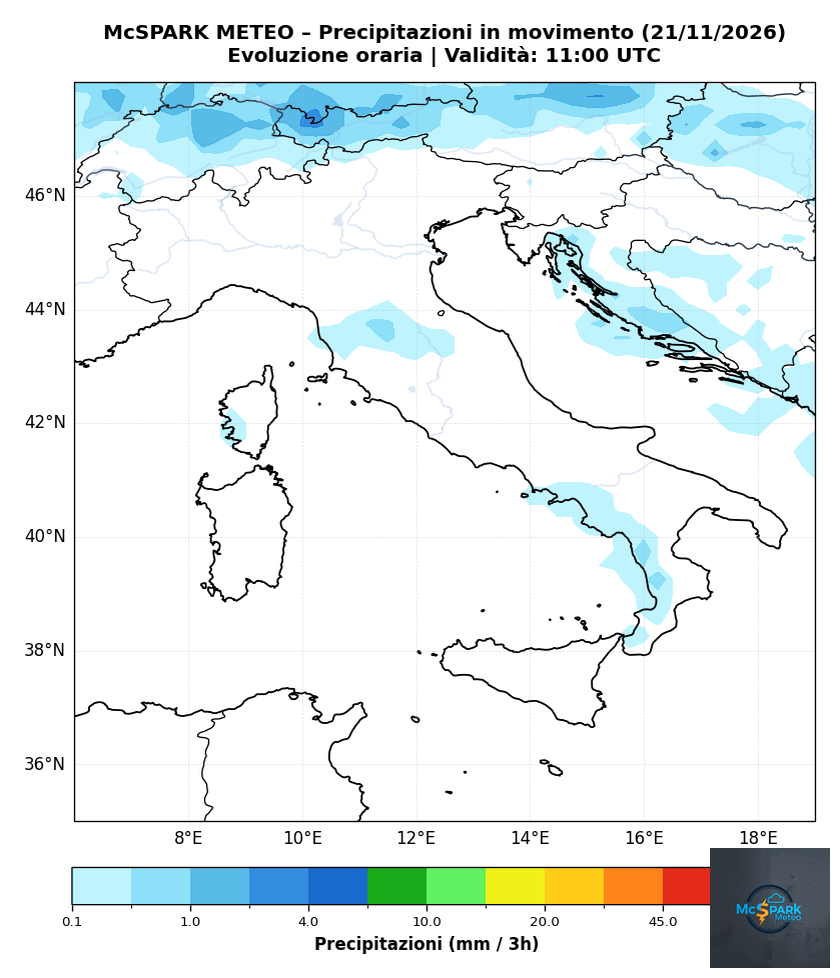 McSPARK METEO – Precipitazioni in movimento (21/11/2026)
Evoluzione oraria | Validità: 11:00 UTC
46°N
44°N
42°N
40°N
38°N
36°N
8°E 10°E 12°E 14°E 16°E 18°E
0.1 1.0 4.0 10.0 20.0 45.0
Precipitazioni (mm / 3h)
McSPARK
Meteo